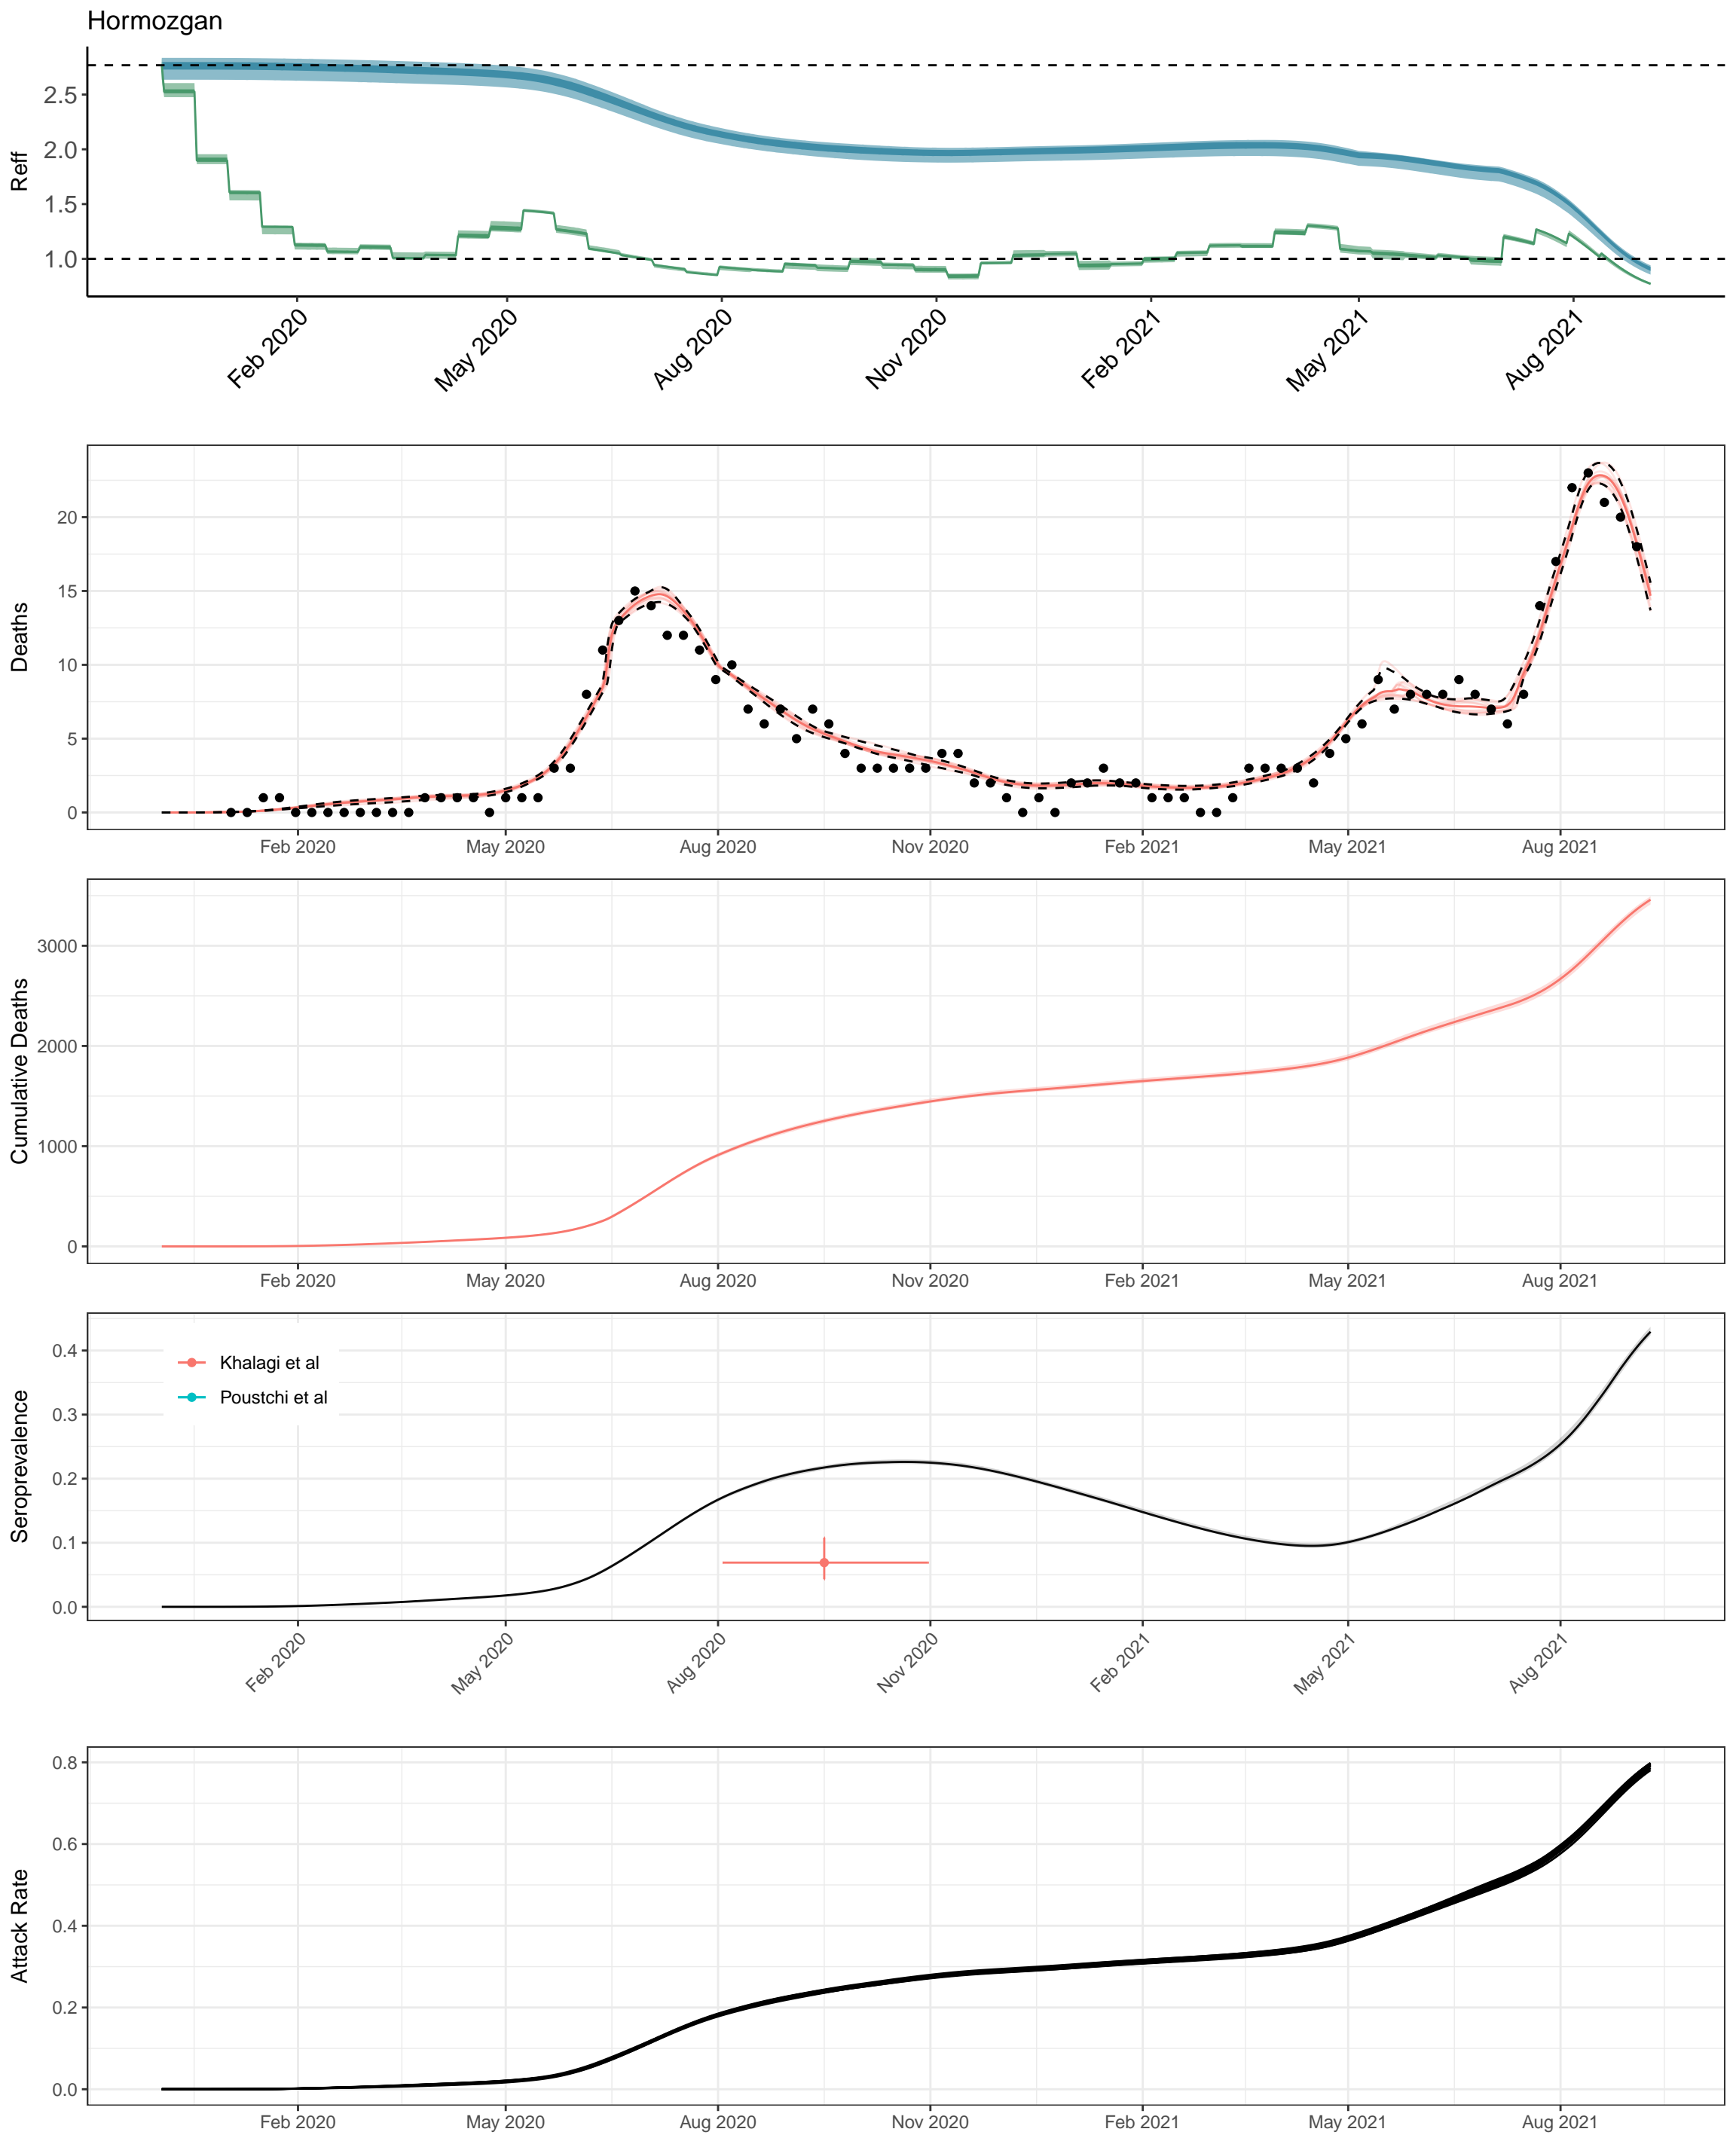 Hormozgan
Reff
2.5
2.0
1.5
1.0
Feb 2020
May 2020
Aug 2020
Nov 2020
Feb 2021
May 2021
Aug 2021
Deaths
20
15
10
5
0
Feb 2020
May 2020
Aug 2020
Nov 2020
Feb 2021
May 2021
Aug 2021
Cumulative Deaths
3000
2000
1000
0
Feb 2020
May 2020
Aug 2020
Nov 2020
Feb 2021
May 2021
Aug 2021
Seroprevalence
0.4
0.3
0.2
0.1
0.0
Khalagi et al
Poustchi et al
Feb 2020
May 2020
Aug 2020
Nov 2020
Feb 2021
May 2021
Aug 2021
Attack Rate
0.8
0.6
0.4
0.2
0.0
Feb 2020
May 2020
Aug 2020
Nov 2020
Feb 2021
May 2021
Aug 2021